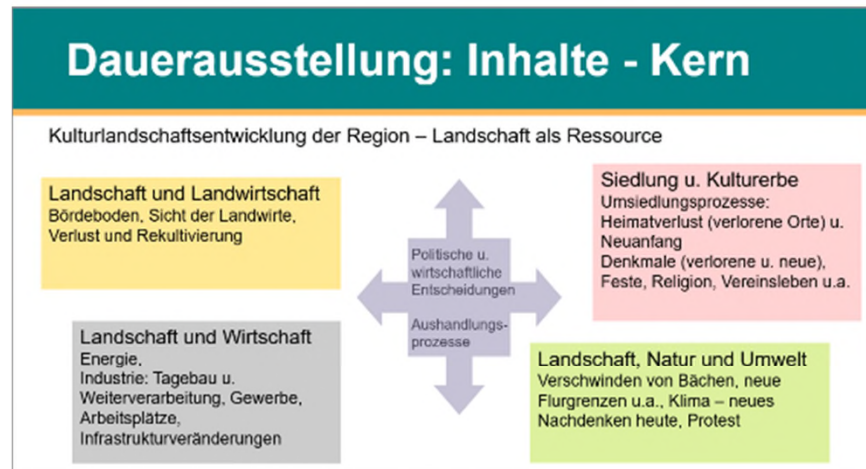 Dauerausstellung: Inhalte - Kern
Kulturlandschaftsentwicklung der Region – Landschaft als Ressource
Landschaft und Landwirtschaft
Bördeboden, Sicht der Landwirte,
Verlust und Rekultivierung
Siedlung u. Kulturerbe
Umsiedlungsprozesse:
Heimatverlust (verlorene Orte) u.
Neuanfang
Denkmale (verlorene u. neue),
Feste, Religion, Vereinsleben u.a.
Politische u.
wirtschaftliche
Entscheidungen
Aushandlungs-
prozesse
Landschaft und Wirtschaft
Energie,
Industrie: Tagebau u.
Weiterverarbeitung, Gewerbe,
Arbeitsplätze,
Infrastrukturveränderungen
Landschaft, Natur und Umwelt
Verschwinden von Bächen, neue
Flurgrenzen u.a., Klima – neues
Nachdenken heute, Protest